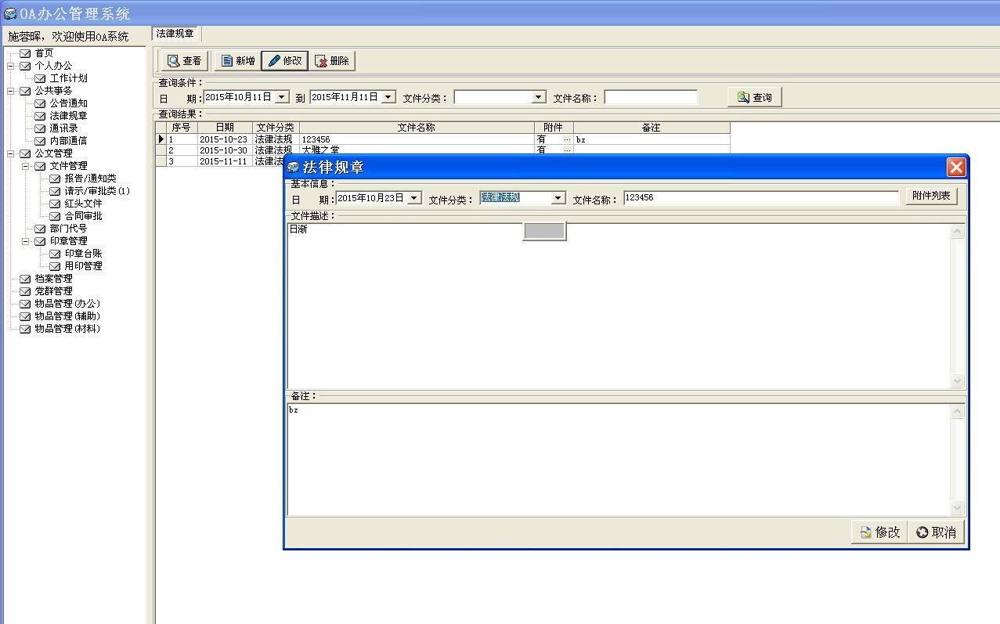 OA办公管理系统
施蓉晖，欢迎使用OA系统
法律规章
首页
个人办公
工作计划
公共事务
公告通知
法律规章
通讯录
内部通信
公文管理
文件管理
报告/通知类
请示/审批类(1)
红头文件
合同审批
部门代号
印章管理
印章台账
用印管理
档案管理
党群管理
物品管理(办公)
物品管理(辅助)
物品管理(材料)
查看 新增 修改 删除
查询条件：
日 期: 2015年10月11日 到 2015年11月11日 文件分类： 文件名称： 查询
查询结果：
序号 日期 文件分类 文件名称 附件 备注
1 2015-10-23 法律法规 123456 有 ... bz
2 2015-10-30 法律法规 大雅之堂 有 ...
3 2015-11-11 法律法
法律规章
基本信息：
日 期: 2015年10月23日 文件分类： 法律法规 文件名称： 123456 附件列表
文件描述：
日渐
备注：
bz
修改 取消